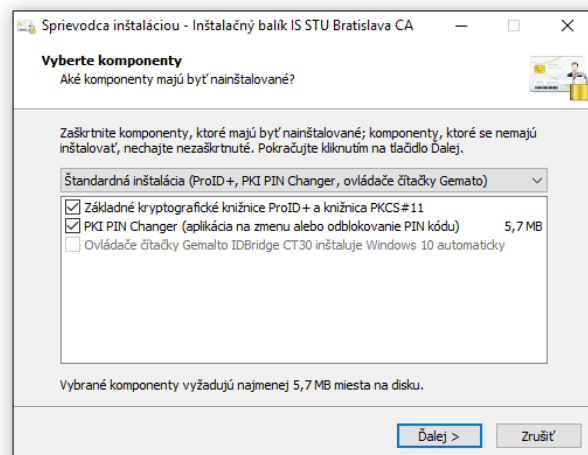 Sprievodca inštaláciou - Inštalačný balík IS STU Bratislava CA
Vyberte komponenty
Aké komponenty majú byť nainštalované?
Zaškrtnite komponenty, ktoré majú byť nainštalované; komponenty, ktoré se nemajú
inštalovať, nechajte nezaškrtnuté. Pokračujte kliknutím na tlačidlo Ďalej.
Štandardná inštalácia (ProID+, PKI PIN Changer, ovládače čítačky Gemato)
Základné kryptografické knižnice ProID+ a knižnica PKCS#11
PKI PIN Changer (aplikácia na zmenu alebo odblokovanie PIN kódu) 5,7 MB
Ovládače čítačky Gemalto IDBridge CT30 inštaluje Windows 10 automaticky
Vybrané komponenty vyžadujú najmenej 5,7 MB miesta na disku.
Ďalej > Zrušiť